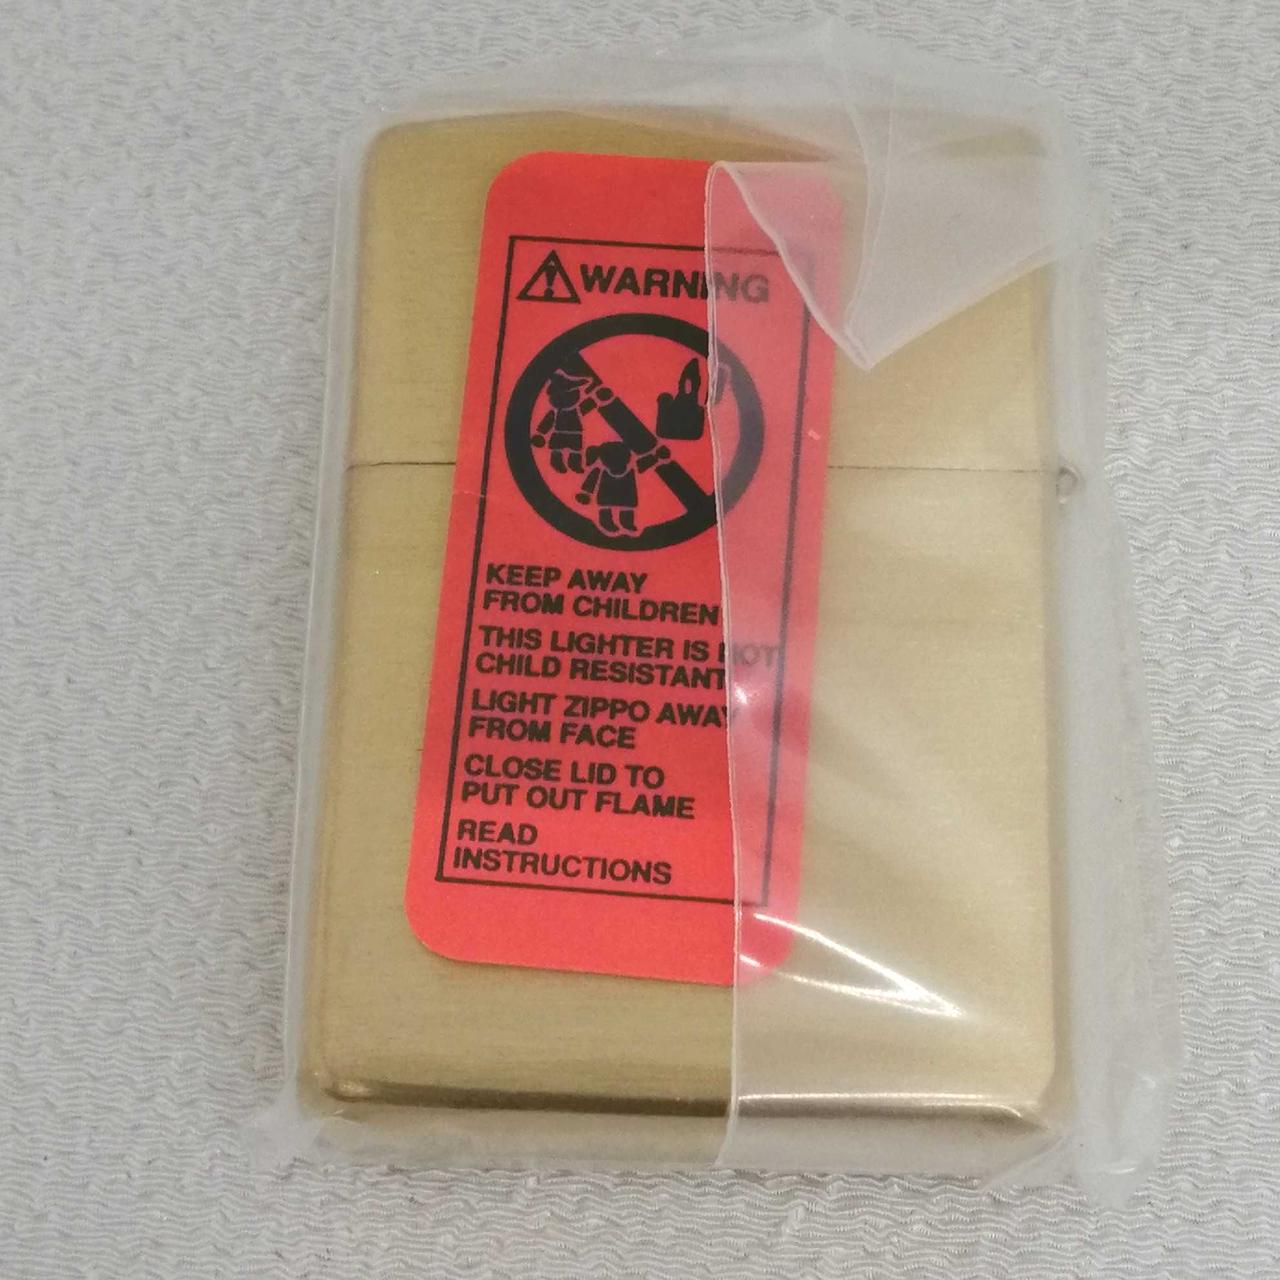 WARNING
KEEP AWAY
FROM CHILDREN
THIS LIGHTER IS NOT
CHILD RESISTANT
LIGHT ZIPPO AWAY
FROM FACE
CLOSE LID TO
PUT OUT FLAME
READ
INSTRUCTIONS